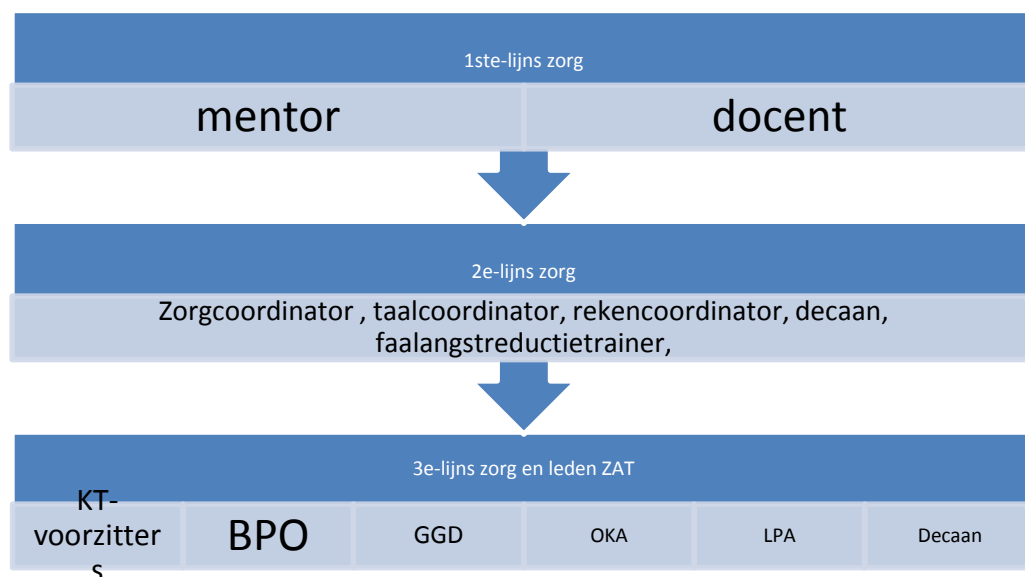 1ste-lijns zorg
mentor docent
2e-lijns zorg
Zorgcoordinator , taalcoordinator, rekencoordinator, decaan,
faalangstreductietrainer,
3e-lijns zorg en leden ZAT
KT-
voorzitter
s
BPO
GGD
OKA
LPA
Decaan